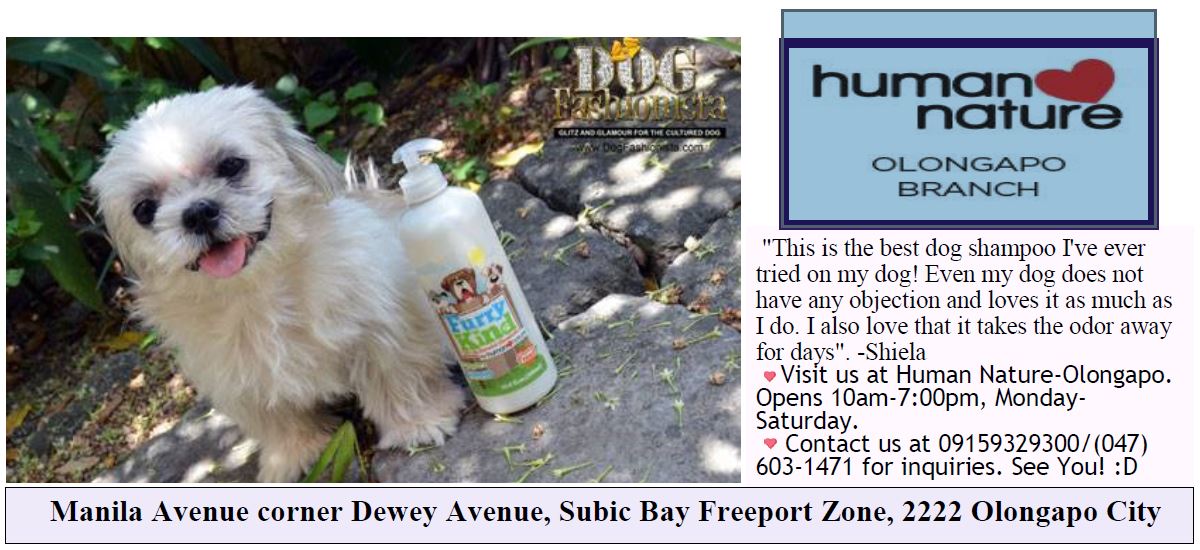 DOG
Fashionista
GLITZ AND GLAMOUR FOR THE CULTURED DOG
www.DogFashionista.com
Furry
Kind
human
nature
OLONGAPO
BRANCH
"This is the best dog shampoo I've ever
tried on my dog! Even my dog does not
have any objection and loves it as much as
I do. I also love that it takes the odor away
for days". -Shiela
Visit us at Human Nature-Olongapo.
Opens 10am-7:00pm, Monday-
Saturday.
Contact us at 09159329300/(047)
603-1471 for inquiries. See You! :D
Manila Avenue corner Dewey Avenue, Subic Bay Freeport Zone, 2222 Olongapo City